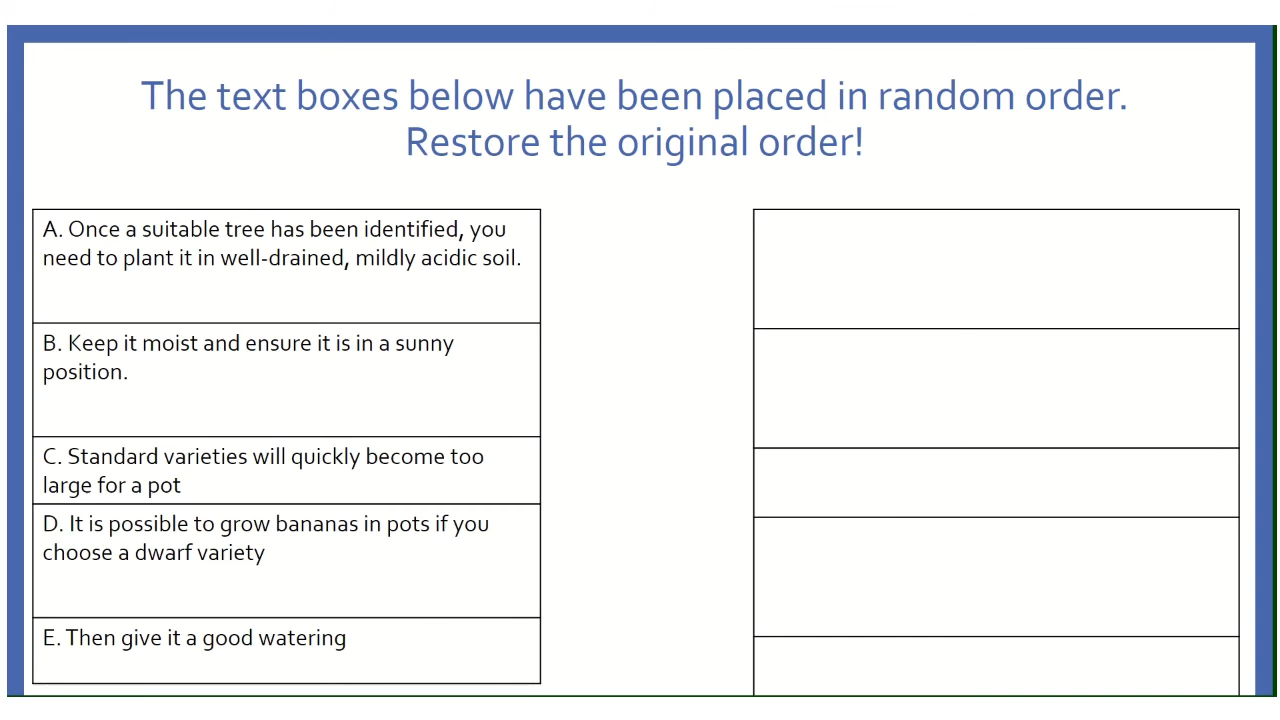 The text boxes below have been placed in random order.
Restore the original order!
A. Once a suitable tree has been identified, you
need to plant it in well-drained, mildly acidic soil.
B. Keep it moist and ensure it is in a sunny
position.
C. Standard varieties will quickly become too
large for a pot
D. It is possible to grow bananas in pots if you
choose a dwarf variety
E. Then give it a good watering